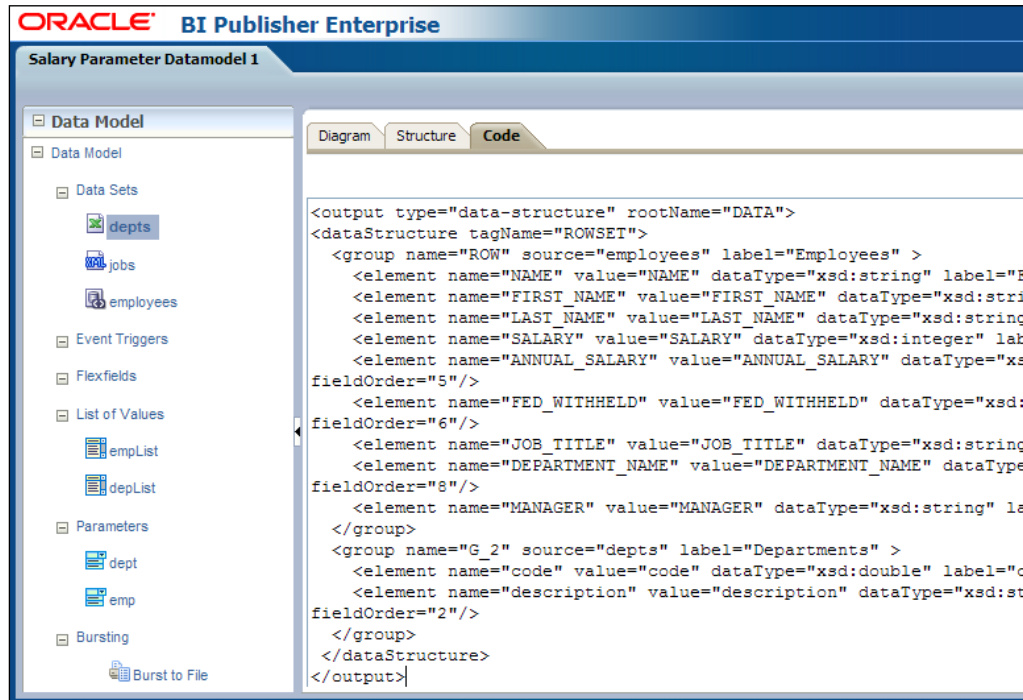 ORACLE BI Publisher Enterprise
Salary Parameter Datamodel 1
Data Model
Data Model
Data Sets
depts
XML jobs
employees
Event Triggers
Flexfields
List of Values
empList
depList
Parameters
dept
emp
Bursting
Burst to File
Diagram Structure Code
<output type="data-structure" rootName="DATA">
<dataStructure tagName="ROWSET">
<group name="ROW" source="employees" label="Employees" >
<element name="NAME" value="NAME" dataType="xsd:string" label="
<element name="FIRST_NAME" value="FIRST_NAME" dataType="xsd:stri
<element name="LAST_NAME" value="LAST_NAME" dataType="xsd:string
<element name="SALARY" value="SALARY" dataType="xsd:integer" lab
<element name="ANNUAL_SALARY" value="ANNUAL_SALARY" dataType="xs
fieldOrder="5"/>
<element name="FED_WITHHELD" value="FED_WITHHELD" dataType="xsd:
fieldOrder="6"/>
<element name="JOB_TITLE" value="JOB_TITLE" dataType="xsd:string
<element name="DEPARTMENT_NAME" value="DEPARTMENT_NAME" dataType
fieldOrder="8"/>
<element name="MANAGER" value="MANAGER" dataType="xsd:string" la
</group>
<group name="G_2" source="depts" label="Departments" >
<element name="code" value="code" dataType="xsd:double" label="c
<element name="description" value="description" dataType="xsd:st
fieldOrder="2"/>
</group>
</dataStructure>
</output>